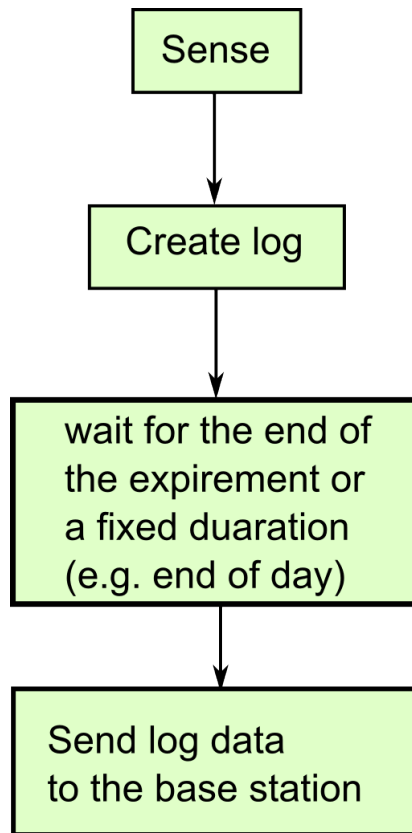 Sense
Create log
wait for the end of
the expirement or
a fixed duaration
(e.g. end of day)
Send log data
to the base station